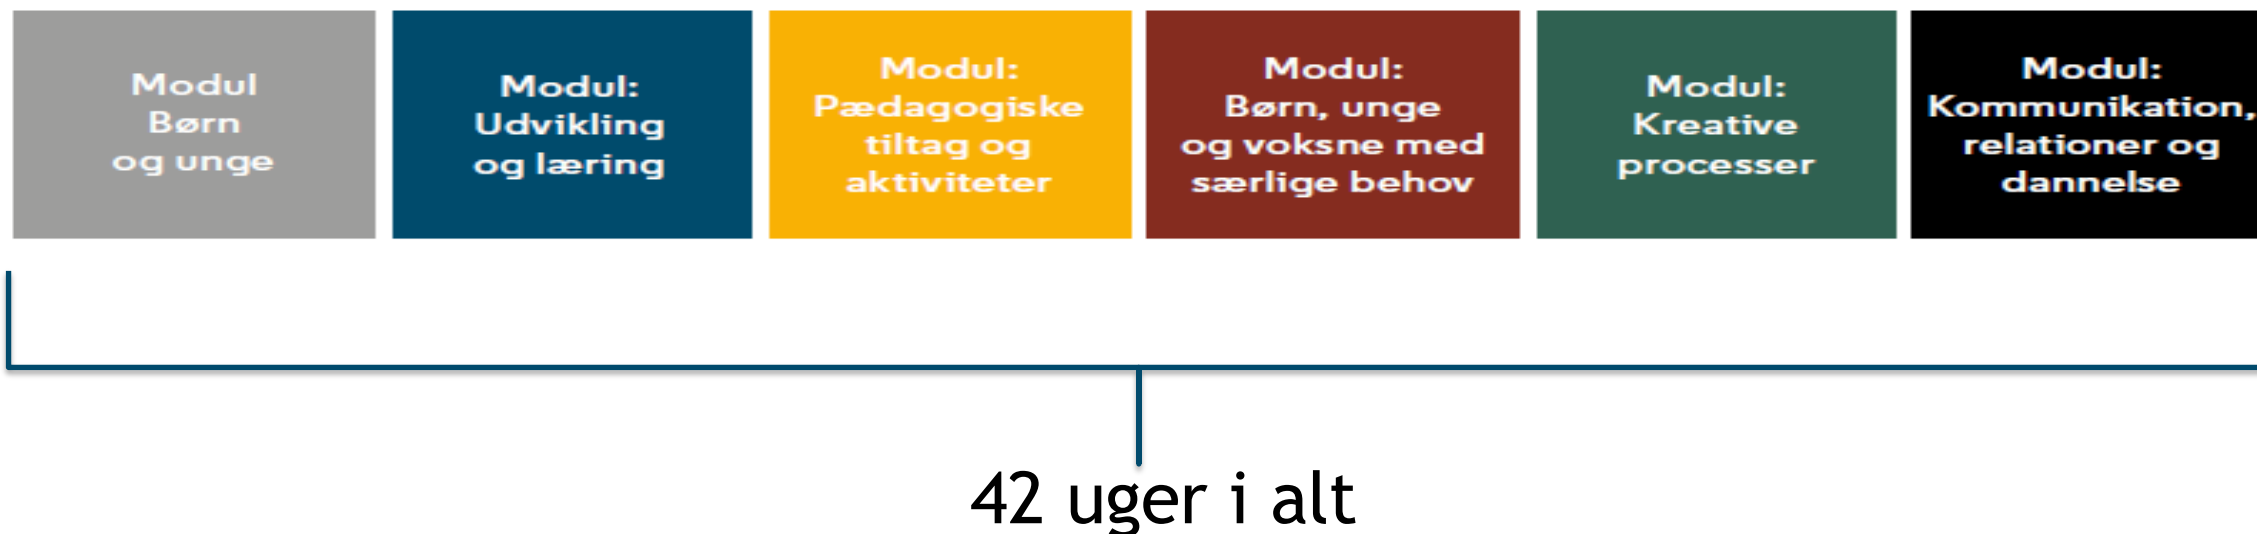 Modul
Børn
og unge
Modul:
Udvikling
og læring
Modul:
Pædagogiske
tiltag og
aktiviteter
Modul:
Børn, unge
og voksne med
særlige behov
Modul:
Kreative
processer
Modul:
Kommunikation,
relationer og
dannelse
42 uger i alt